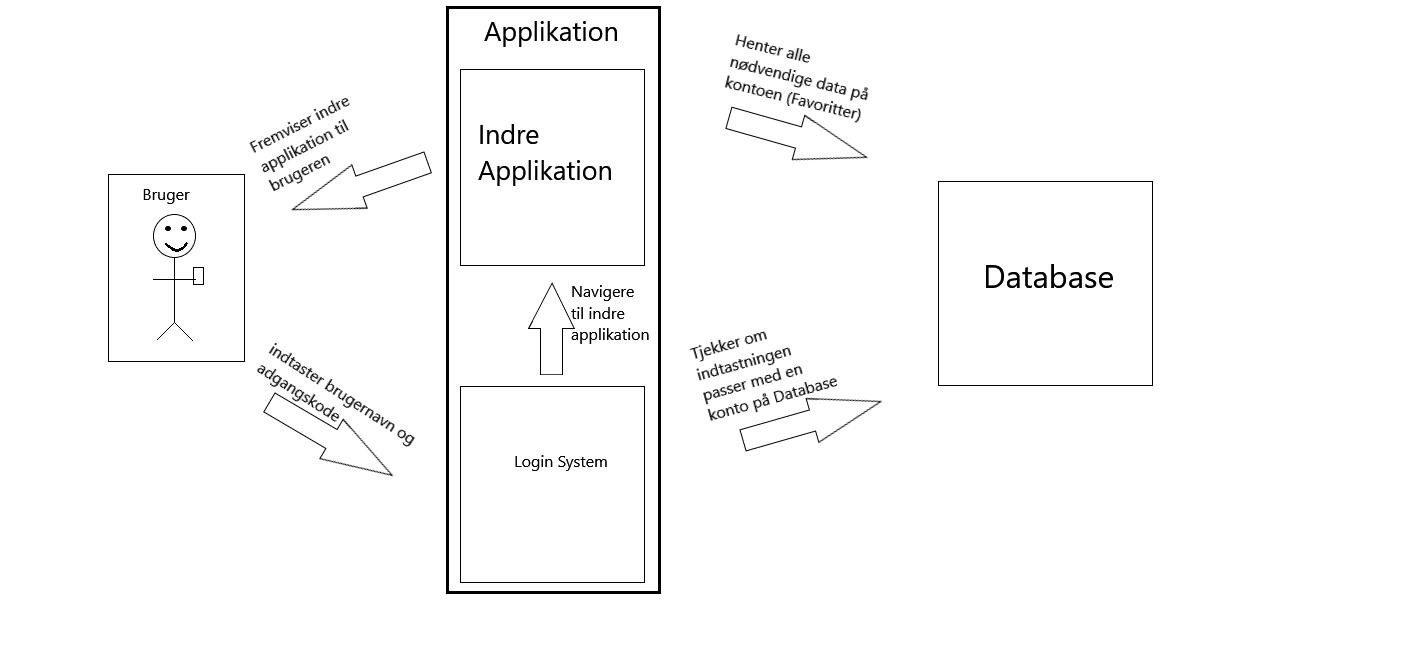 Applikation
Henter alle
nødvendige data på
kontoen (Favoritter)
Fremviser indre
applikation til
brugeren
Indre
Applikation
Bruger
Database
Navigere
til indre
applikation
Tjekker om
indtastningen
passer med en
konto på Database
indtaster brugernavn og
adgangskode
Login System